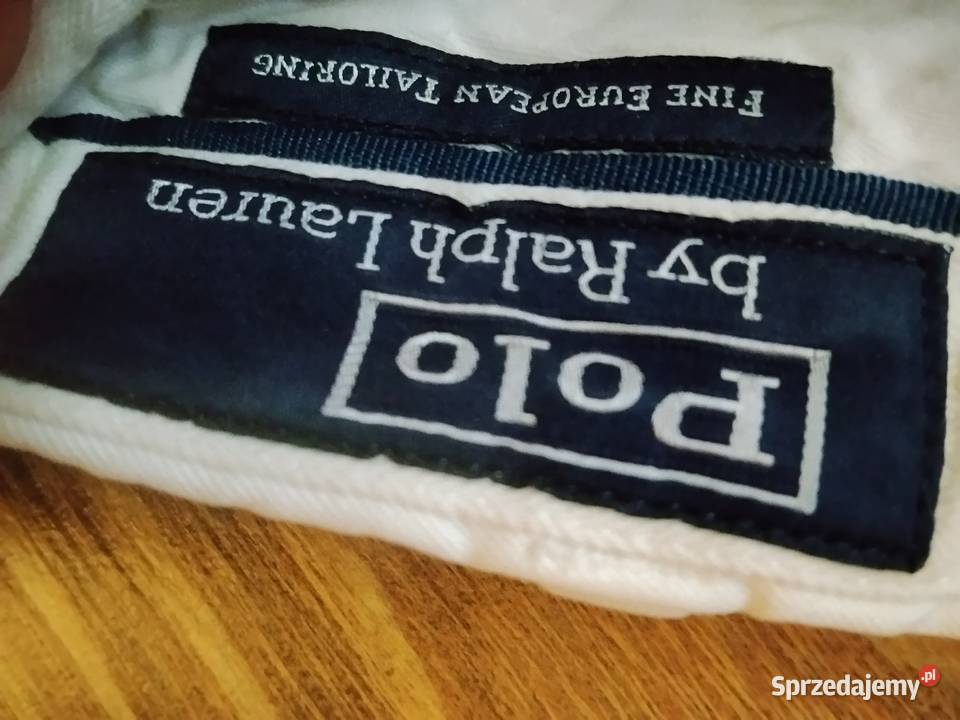 Polo
by Ralph Lauren
FINE EUROPEAN TAILORING
Sprzedajemy.pl